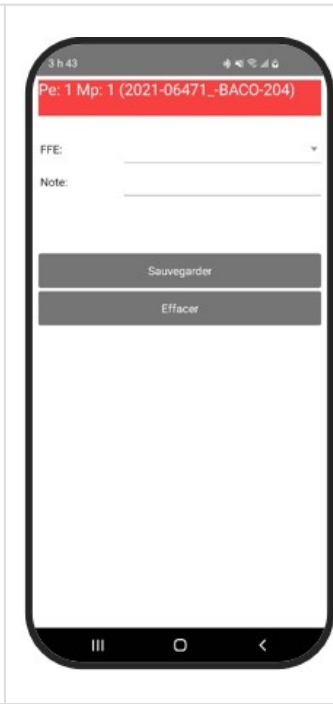 3 h 43
Pe: 1 Mp: 1 (2021-06471_-BACO-204)
FFE:
Note:
Sauvegarder
Effacer